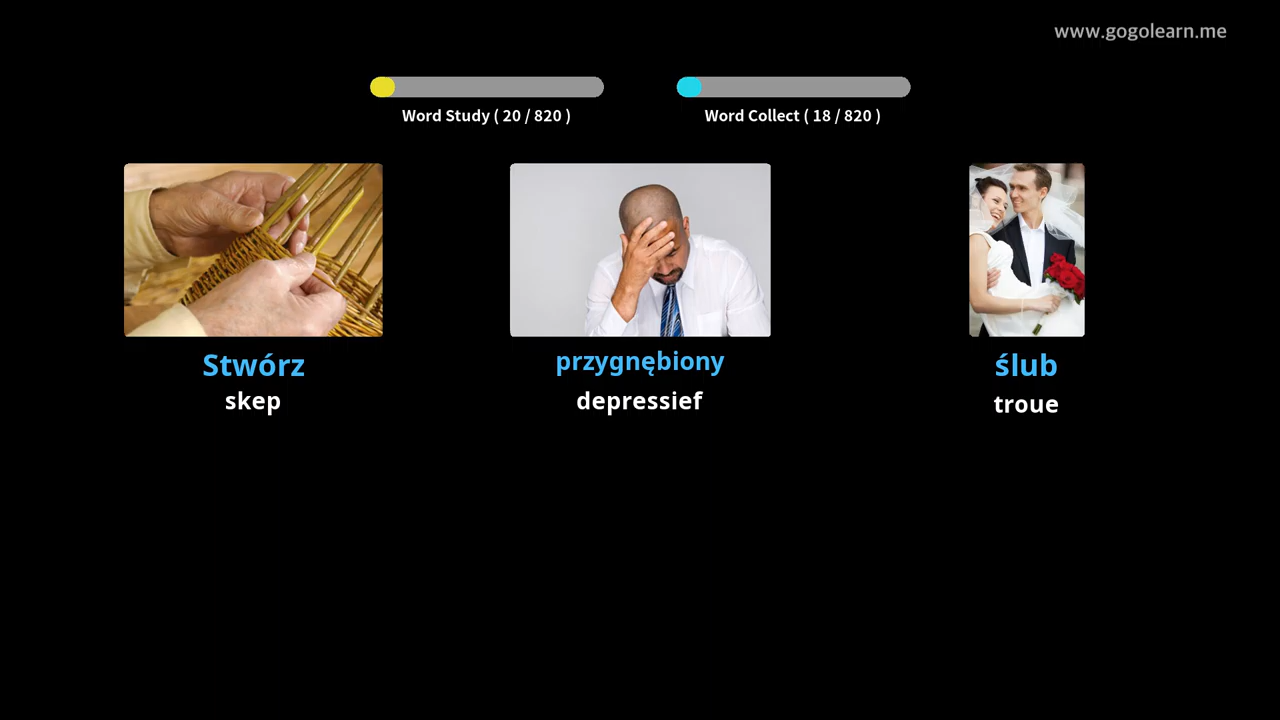 www.gogolearn.me
Word Study ( 20 / 820 )
Word Collect ( 18 / 820 )
Stwórz
skep
przygnębiony
depressief
ślub
troue